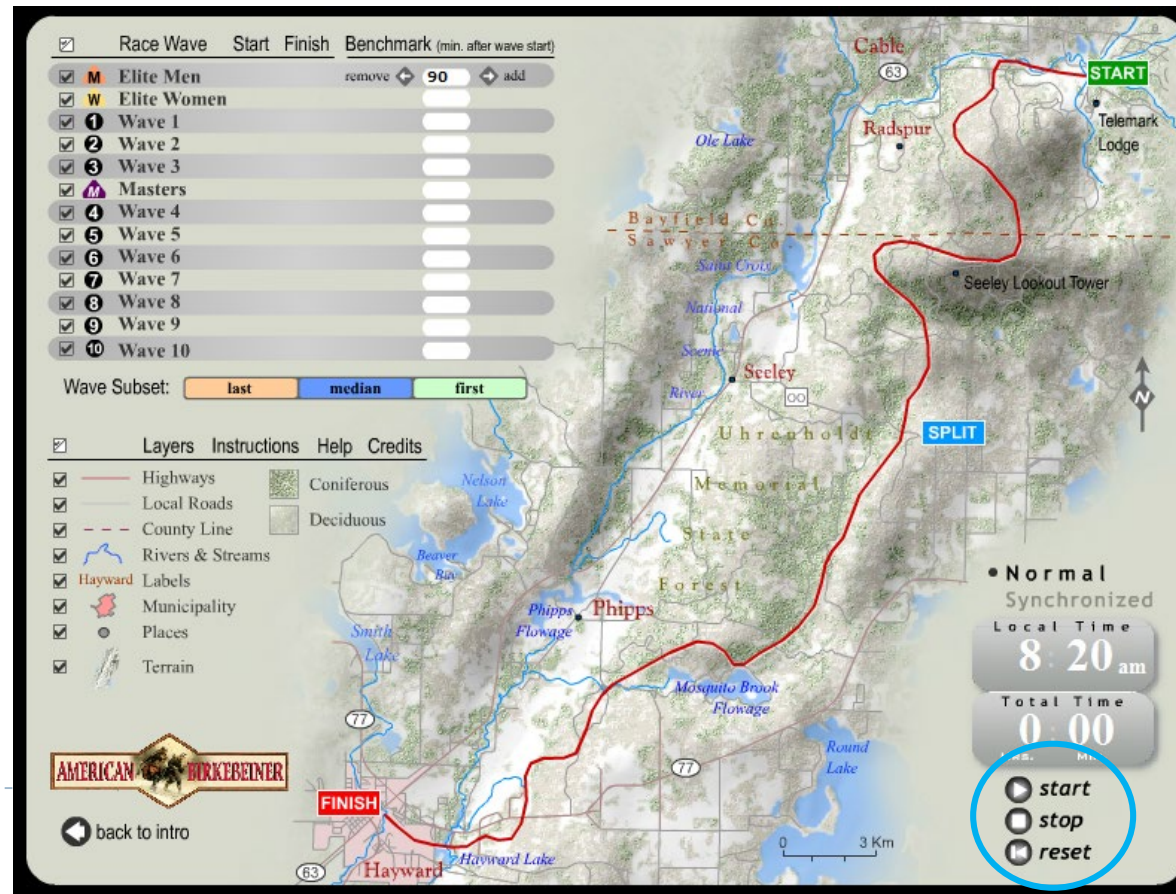 Race Wave Start Finish Benchmark (min. after wave start)
M Elite Men remove 90 add
W Elite Women
1 Wave 1
2 Wave 2
3 Wave 3
M Masters
4 Wave 4
5 Wave 5
6 Wave 6
7 Wave 7
8 Wave 8
9 Wave 9
10 Wave 10
Wave Subset: last median first
Layers Instructions Help Credits
Highways
Local Roads
County Line
Rivers & Streams
Hayward Labels
Municipality
Places
Terrain
Coniferous
Deciduous
AMERICAN BIRKEBEINER
back to intro
Cable
63
START
Telemark
Lodge
Radspur
Ole Lake
Bayfield Co.
Sawyer Co.
Saint Croix
National
Scenic
River
Seeley Lookout Tower
Seeley
OO
N
SPLIT
Uhrenholdt
Memorial
State
Forest
Nelson
Lake
Beaver
Bay
Phipps
Flowage
Phipps
Smith
Lake
Mosquito Brook
Flowage
77
77
Round
Lake
FINISH
Hayward
Hayward Lake
63
0 3 Km
Normal
Synchronized
Local Time
8:20 am
Total Time
0:00
start
stop
reset